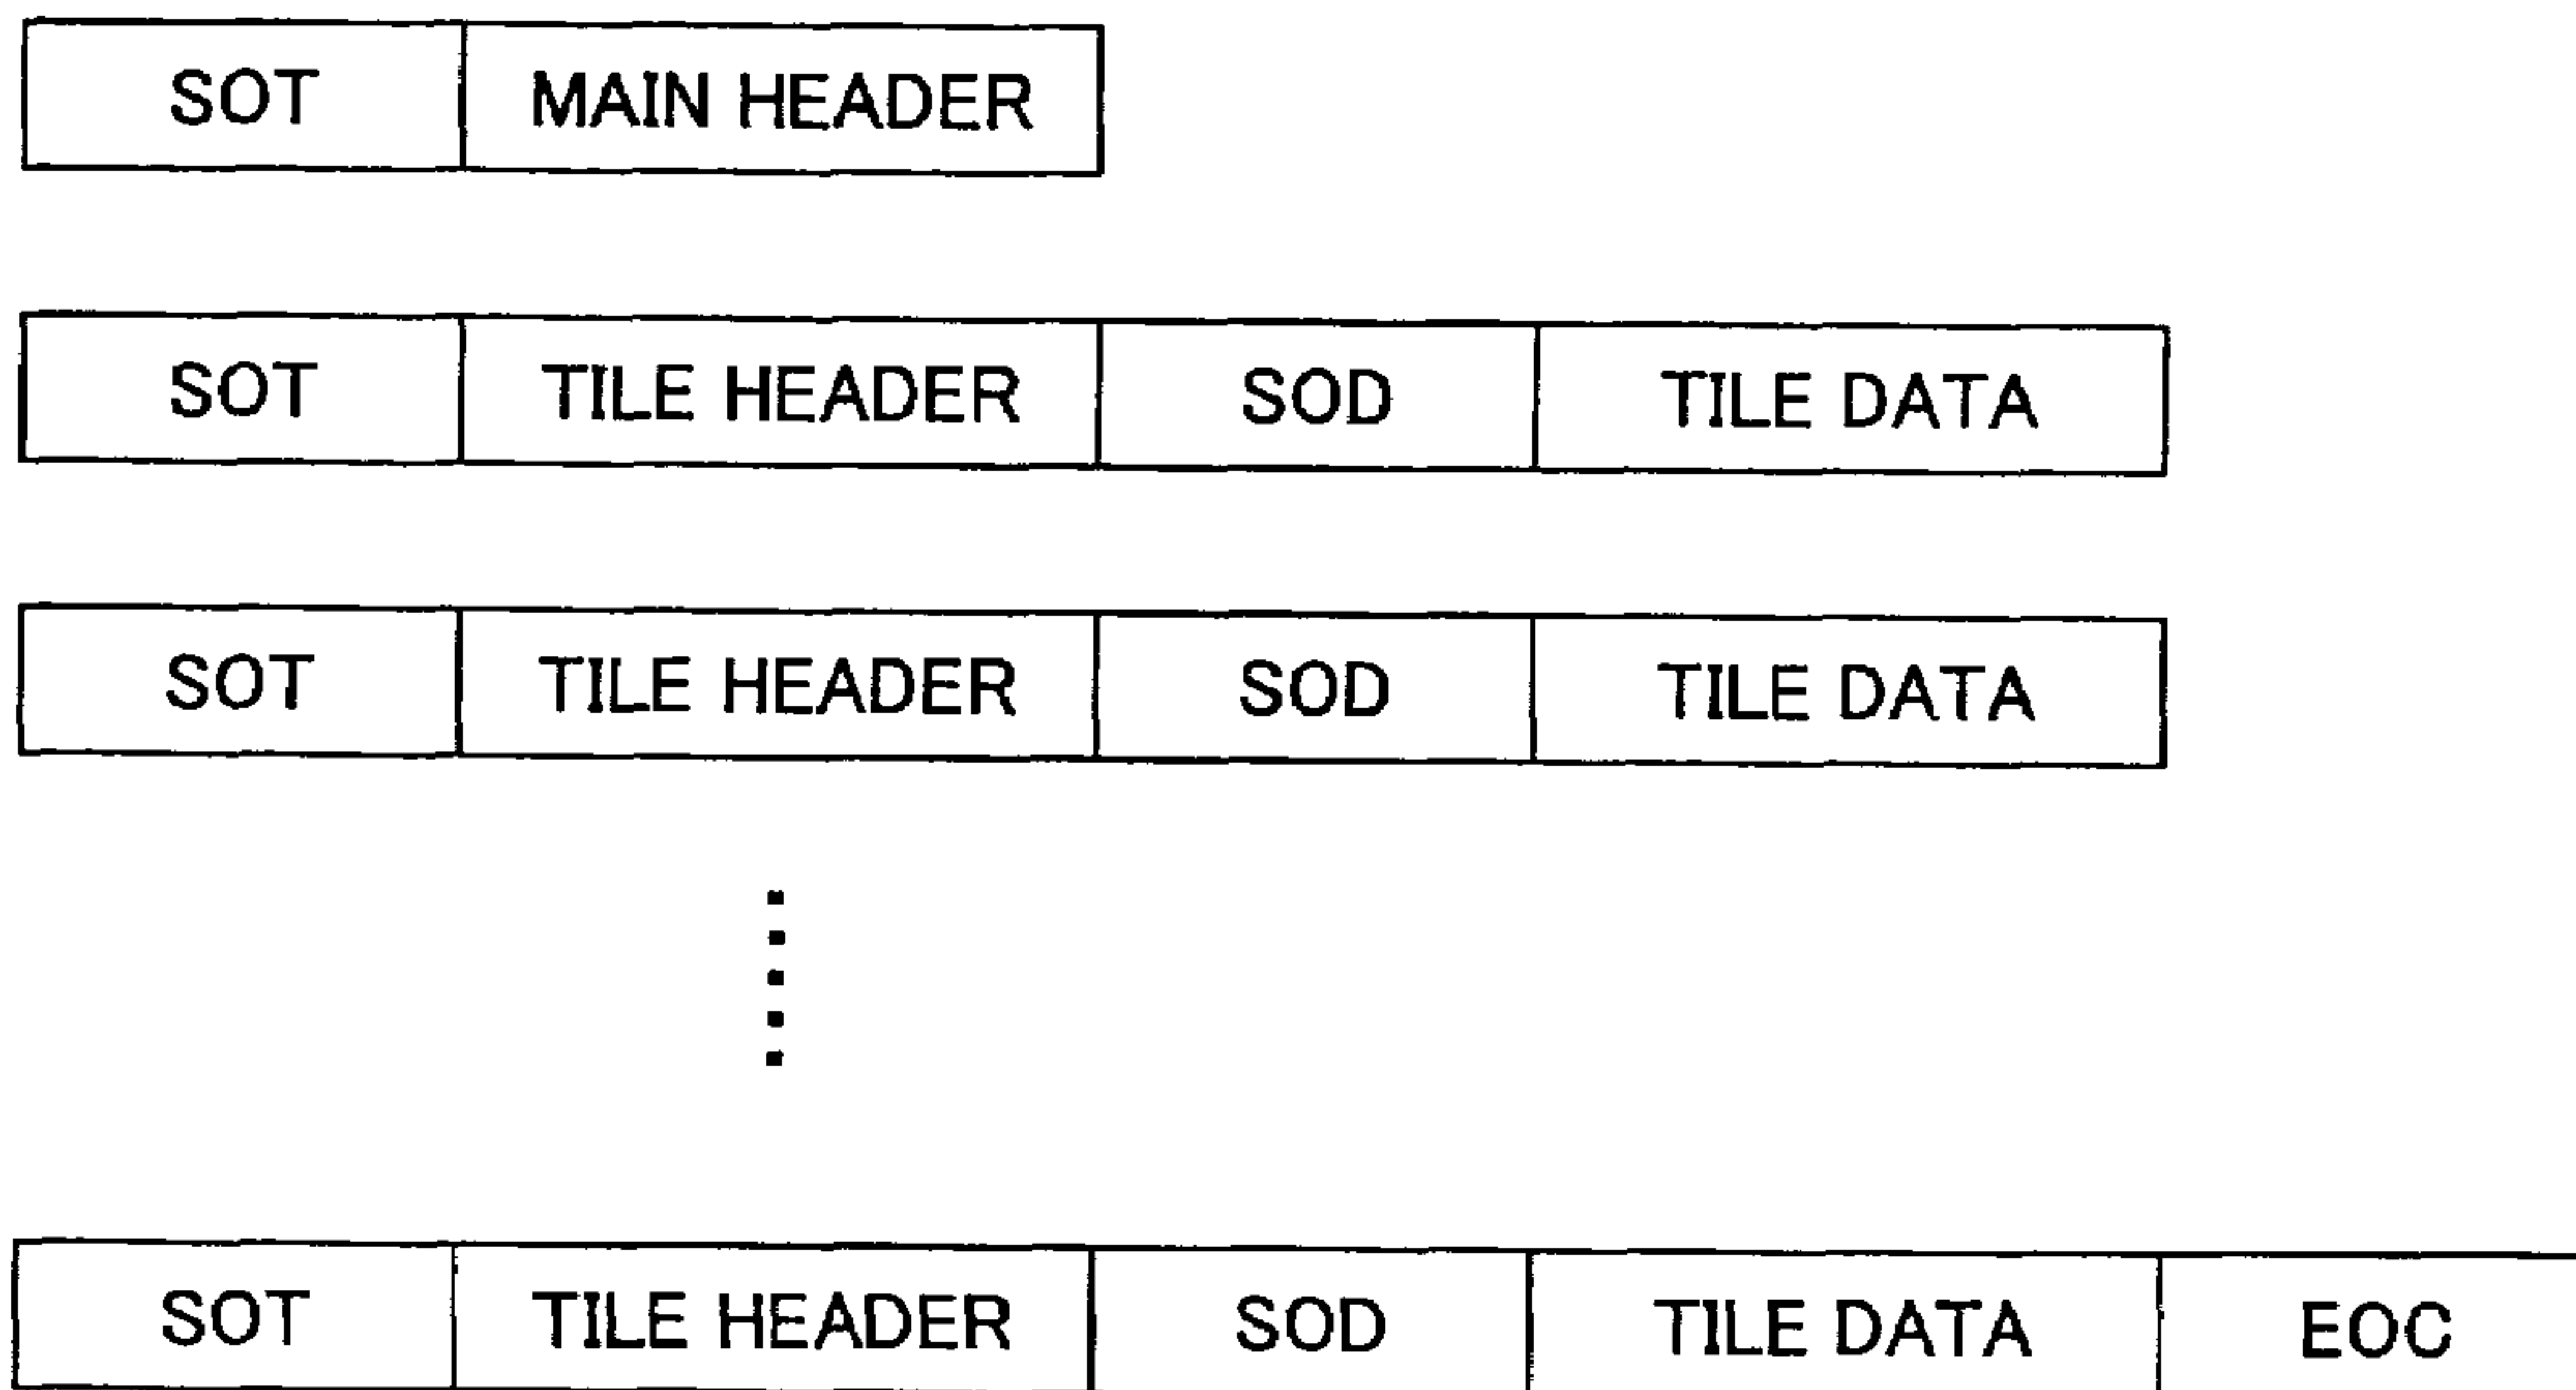 SOT MAIN HEADER
SOT TILE HEADER SOD TILE DATA
SOT TILE HEADER SOD TILE DATA
SOT TILE HEADER SOD TILE DATA EOC